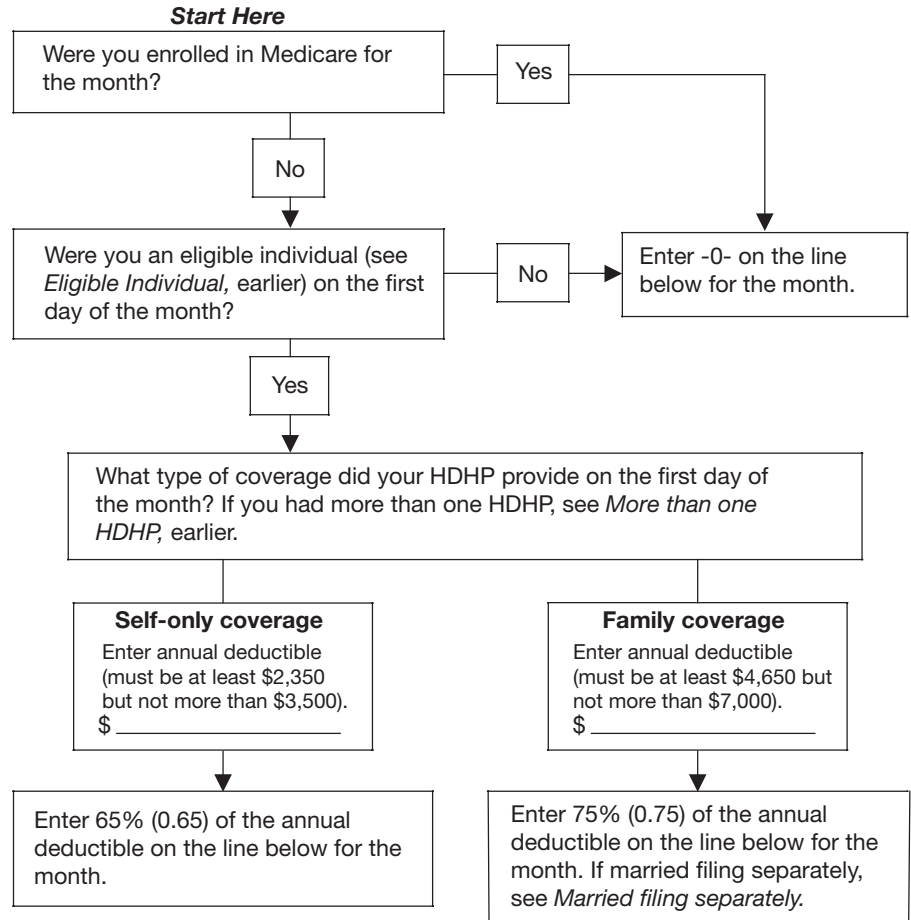 Start Here
Were you enrolled in Medicare for
the month?
Yes
No
Were you an eligible individual (see
Eligible Individual, earlier) on the first
day of the month?
No
Enter -0- on the line
below for the month.
Yes
What type of coverage did your HDHP provide on the first day of
the month? If you had more than one HDHP, see More than one
HDHP, earlier.
Self-only coverage
Enter annual deductible
(must be at least $2,350
but not more than $3,500).
$
Family coverage
Enter annual deductible
(must be at least $4,650 but
not more than $7,000).
$
Enter 65% (0.65) of the annual
deductible on the line below for the
month.
Enter 75% (0.75) of the annual
deductible on the line below for the
month. If married filing separately,
see Married filing separately.